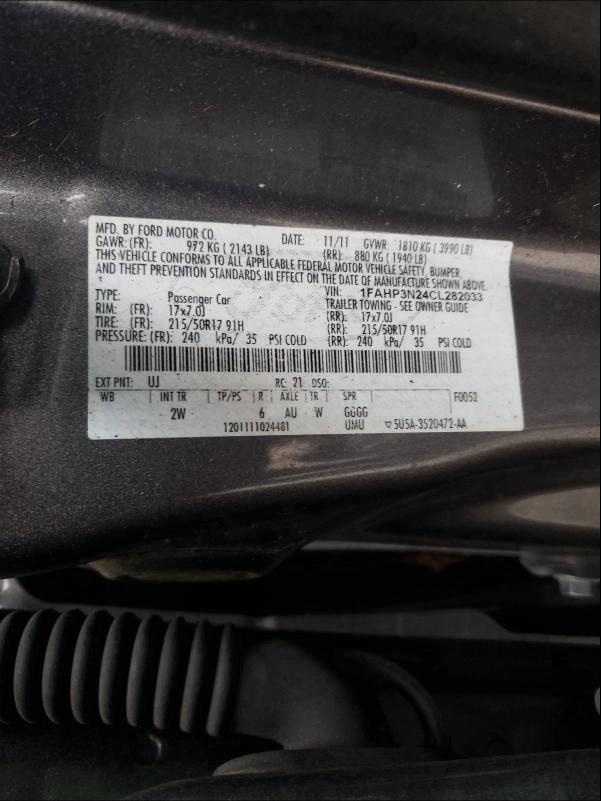 MFD. BY FORD MOTOR CO.
DATE: 11/11 GVWR: 1810 KG ( 3990 LB)
GAWR: (FR): 972 KG ( 2143 LB) (RR): 880 KG ( 1940 LB)
THIS VEHICLE CONFORMS TO ALL APPLICABLE FEDERAL MOTOR VEHICLE SAFETY, BUMPER,
AND THEFT PREVENTION STANDARDS IN EFFECT ON THE DATE OF MANUFACTURE SHOWN ABOVE.
VIN: 1FAHP3N24CL282033
TYPE: Passenger Car TRAILER TOWING - SEE OWNER GUIDE
RIM: (FR): 17x7.0J (RR): 17x7.0J
TIRE: (FR): 215/50R17 91H (RR): 215/50R17 91H
PRESSURE: (FR): 240 kPa/ 35 PSI COLD (RR): 240 kPa/ 35 PSI COLD
EXT PNT: UJ RC: 21 DSO:
WB INT TR TP/PS R AXLE TR SPR F0052
2W 6 AU W GGGG
1201111024481 UMU ▽5U5A-3520472-AA